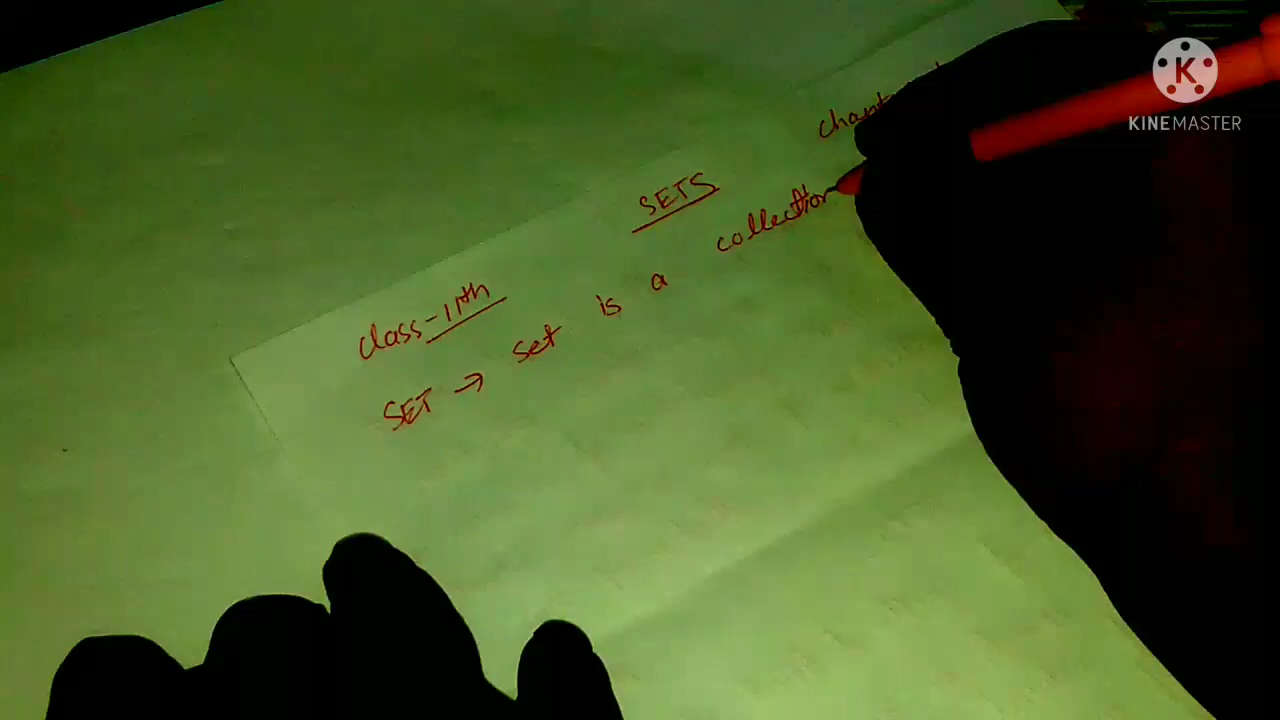 SETS
class-11th
SET → set is a collection
KINEMASTER